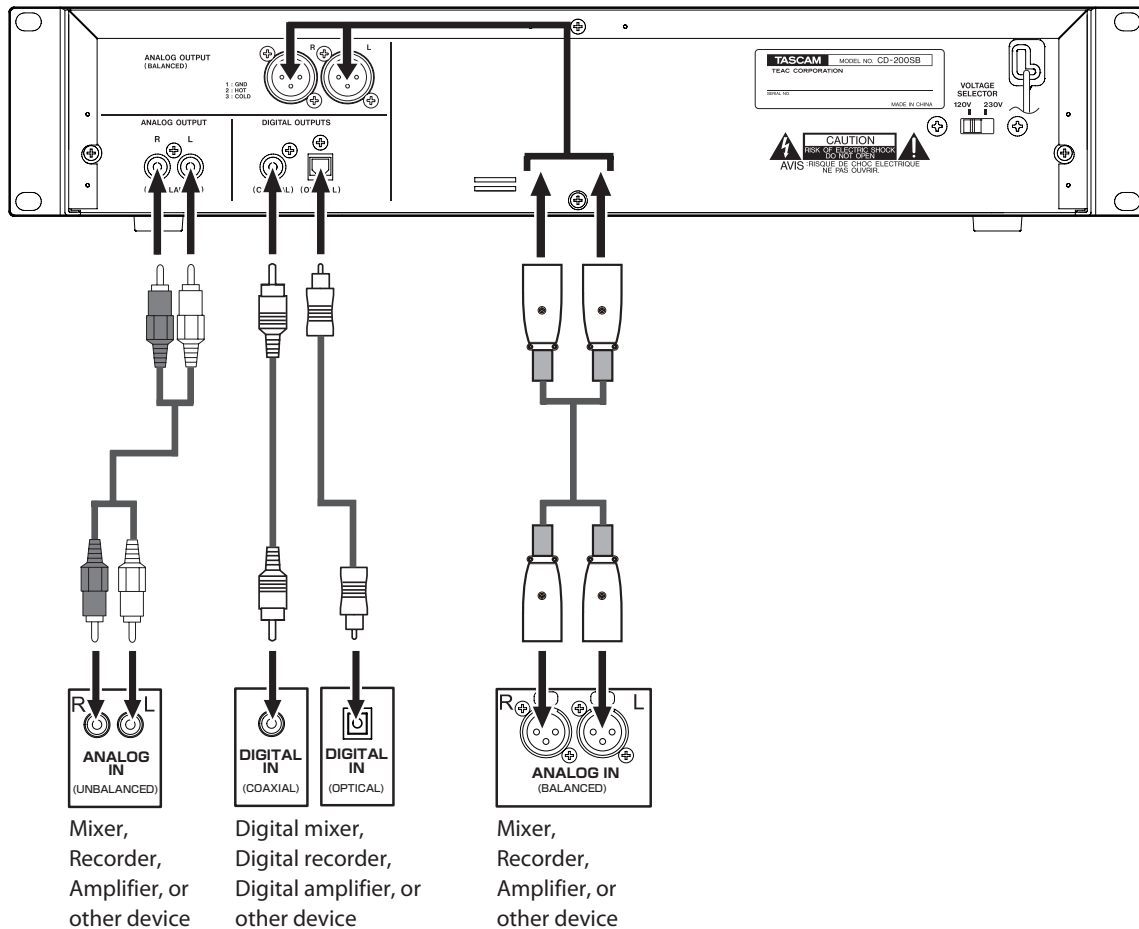 ANALOG OUTPUT
(BALANCED)
R
L
1 : GND
2 : HOT
3 : COLD
ANALOG OUTPUT
R L
DIGITAL OUTPUTS
TASCAM MODEL NO. CD-200SB
TEAC CORPORATION
SERIAL NO.
MADE IN CHINA
VOLTAGE
SELECTOR
120V 230V
CAUTION
RISK OF ELECTRIC SHOCK
DO NOT OPEN
AVIS :RISQUE DE CHOC ELECTRIQUE
NE PAS OUVRIR.
R L
ANALOG
IN
(UNBALANCED)
DIGITAL
IN
(COAXIAL)
DIGITAL
IN
(OPTICAL)
R L
ANALOG IN
(BALANCED)
Mixer,
Recorder,
Amplifier, or
other device
Digital mixer,
Digital recorder,
Digital amplifier, or
other device
Mixer,
Recorder,
Amplifier, or
other device